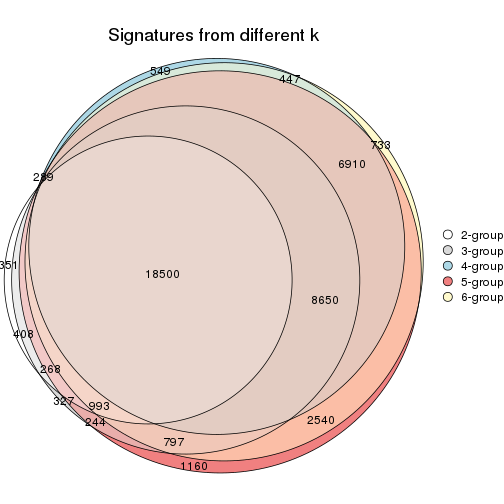 Signatures from different k
549
447
733
6910
289
351
18500
8650
408
268
327
993
244
2540
797
1160
2-group
3-group
4-group
5-group
6-group